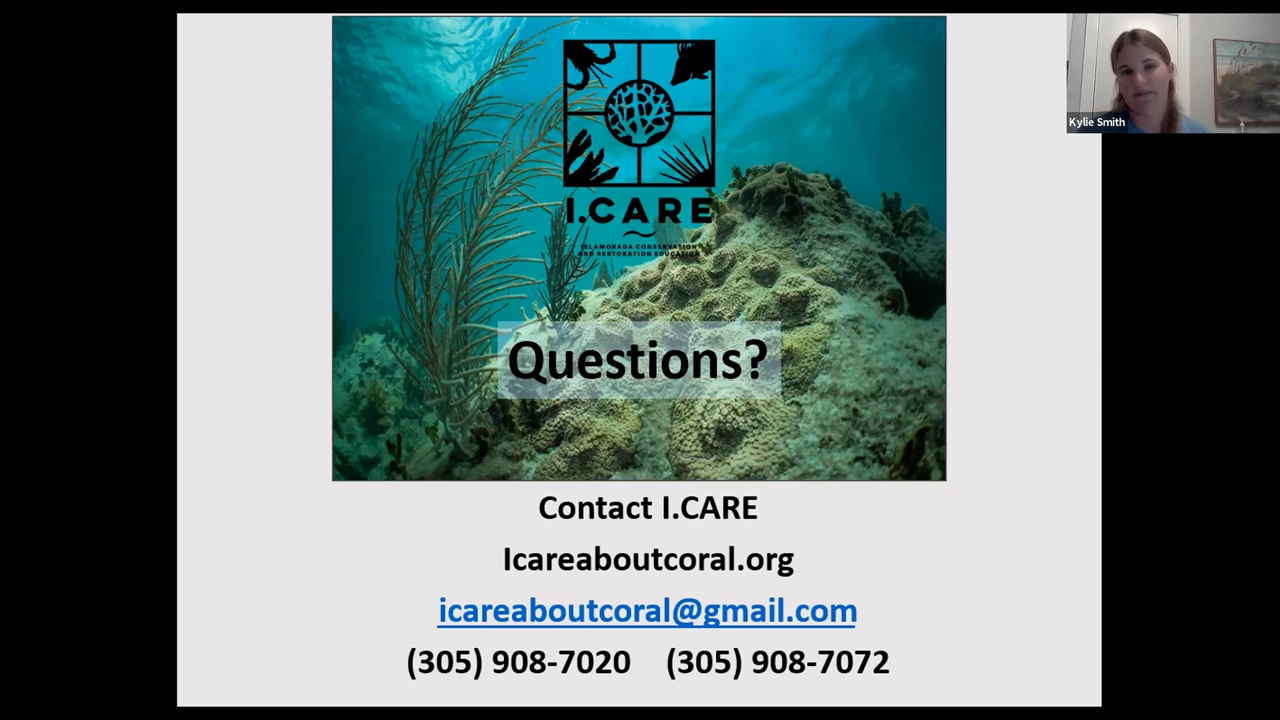 Kylie Smith
I.CARE
ISLAMORADA CONSERVATION
AND RESTORATION EDUCATION
Questions?
Contact I.CARE
Icareaboutcoral.org
icareaboutcoral@gmail.com
(305) 908-7020 (305) 908-7072